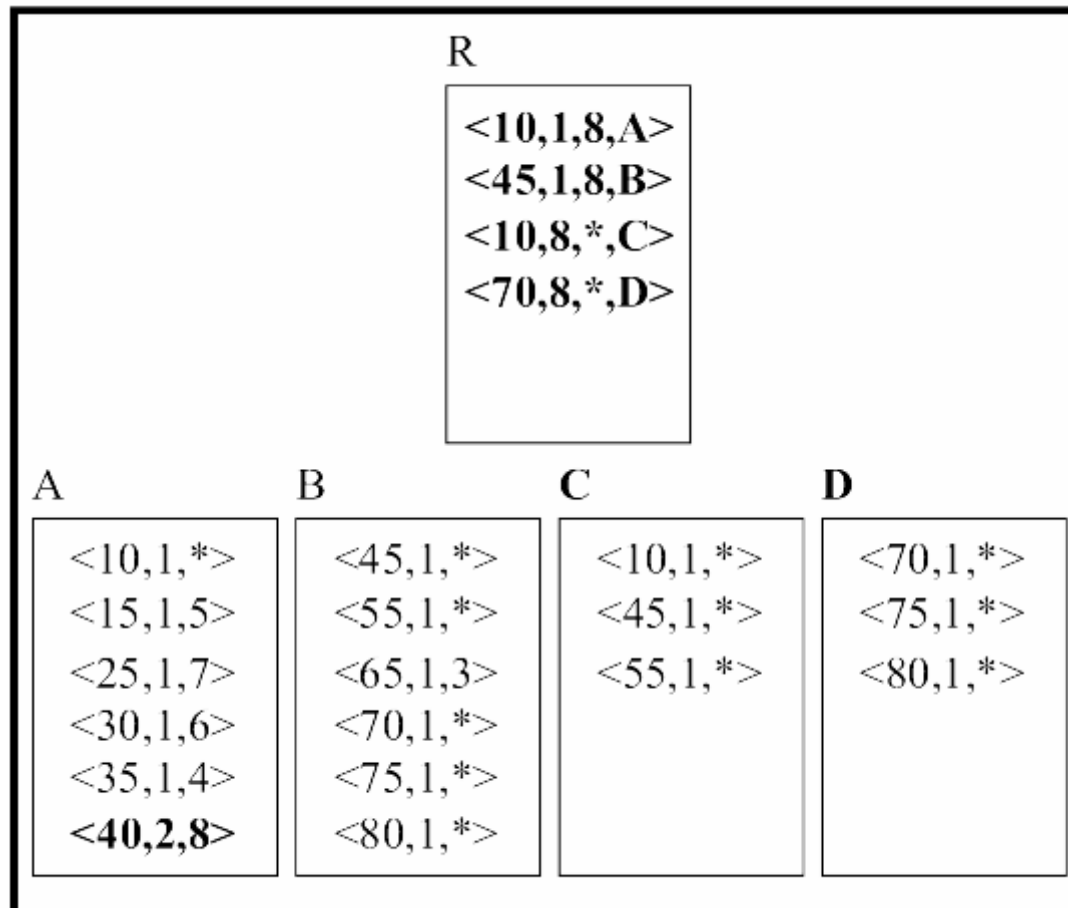 R
<10,1,8,A>
<45,1,8,B>
<10,8,*,C>
<70,8,*,D>
A
<10,1,*>
<15,1,5>
<25,1,7>
<30,1,6>
<35,1,4>
<40,2,8>
B
<45,1,*>
<55,1,*>
<65,1,3>
<70,1,*>
<75,1,*>
<80,1,*>
C
<10,1,*>
<45,1,*>
<55,1,*>
D
<70,1,*>
<75,1,*>
<80,1,*>